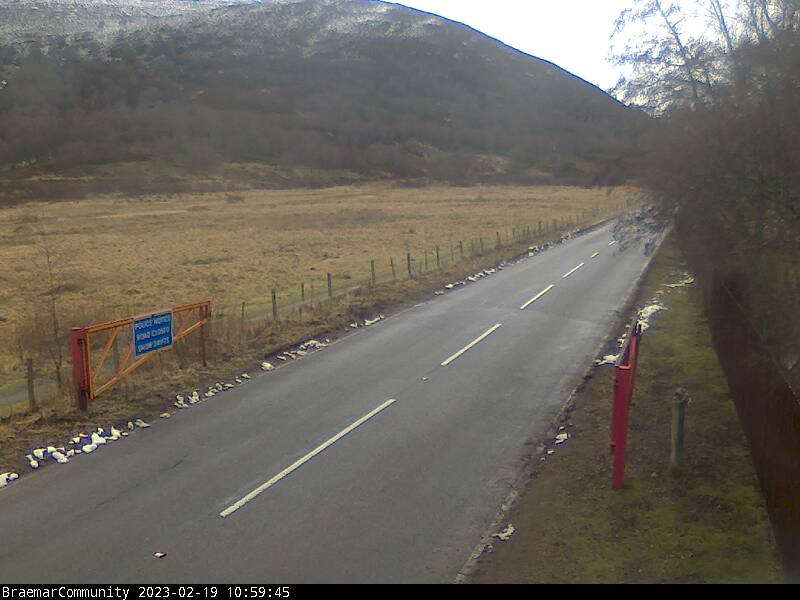 POLICE NOTICE
ROAD CLOSED
SNOW DRIFTS
BraemarCommunity 2023-02-19 10:59:45